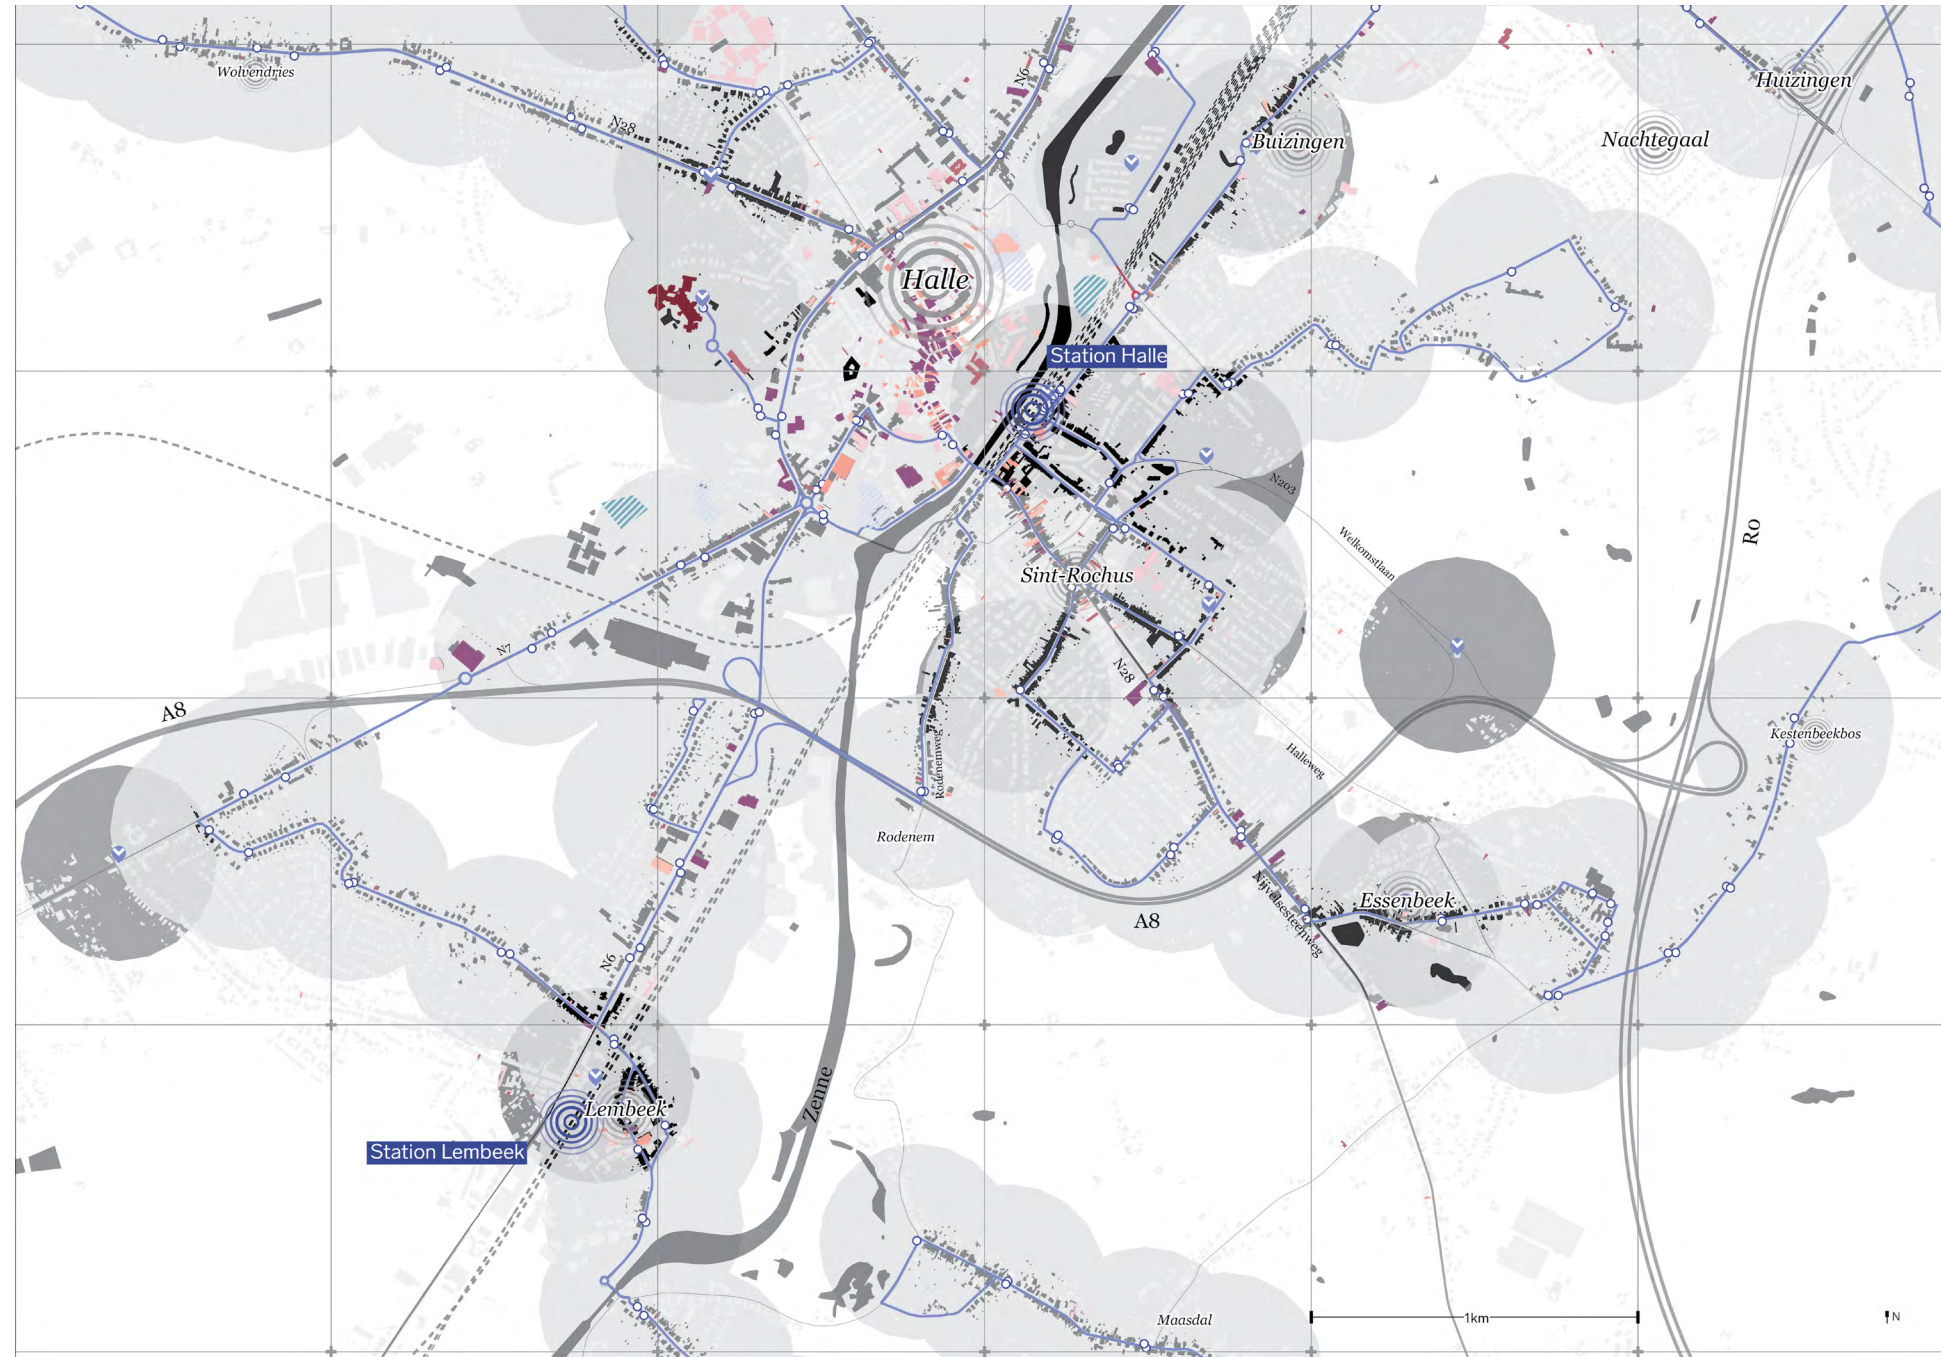 Wolvendries
N28
N6
Buizingen
Huizingen
Nachtegaal
Halle
Station Halle
N203
Welkomstlaan
Ro
Sint-Rochus
N7
N28
A8
Rodenemweg
Halleweg
Kestenbeekbos
Rodenem
Nijvelsesteenweg
Essenbeek
A8
N6
Zenne
Lembeek
Station Lembeek
Maasdal
1km
N